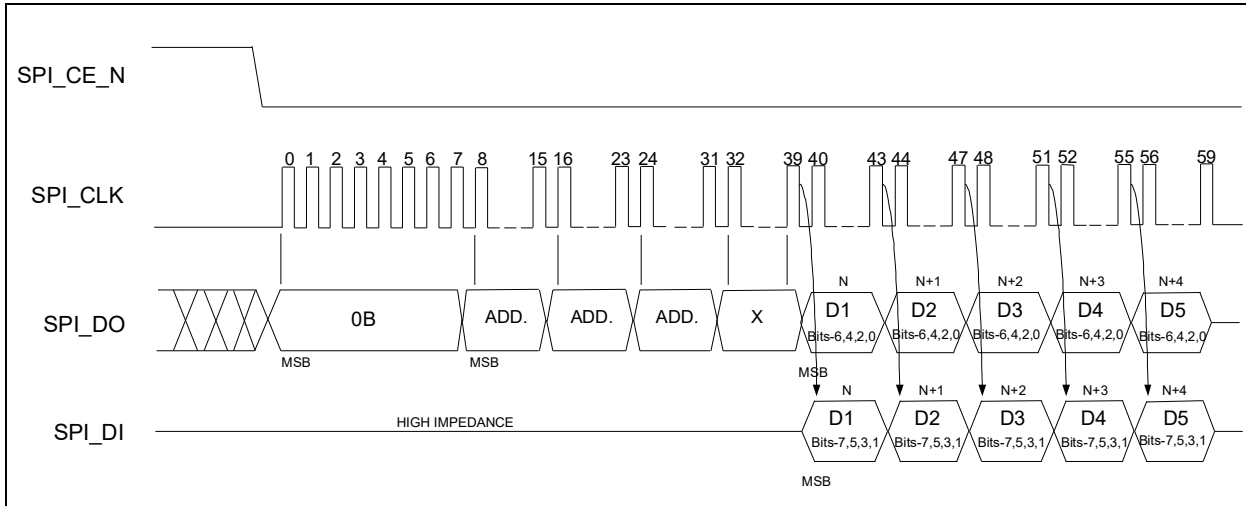 SPI_CE_N
0 1 2 3 4 5 6 7 8 15 16 23 24 31 32 39 40 43 44 47 48 51 52 55 56 59
SPI_CLK
N N+1 N+2 N+3 N+4
SPI_DO 0B ADD. ADD. ADD. X D1 D2 D3 D4 D5
Bits-6,4,2,0 Bits-6,4,2,0 Bits-6,4,2,0 Bits-6,4,2,0 Bits-6,4,2,0
MSB MSB MSB
N N+1 N+2 N+3 N+4
HIGH IMPEDANCE
SPI_DI D1 D2 D3 D4 D5
Bits-7,5,3,1 Bits-7,5,3,1 Bits-7,5,3,1 Bits-7,5,3,1 Bits-7,5,3,1
MSB